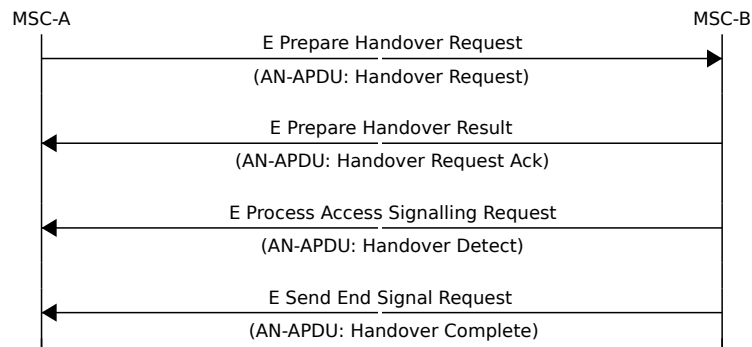 MSC-A
MSC-B
E Prepare Handover Request
(AN-APDU: Handover Request)
E Prepare Handover Result
(AN-APDU: Handover Request Ack)
E Process Access Signalling Request
(AN-APDU: Handover Detect)
E Send End Signal Request
(AN-APDU: Handover Complete)